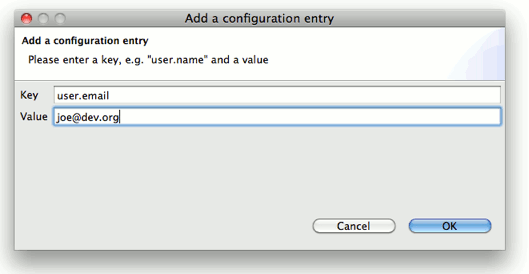 Add a configuration entry
Add a configuration entry
Please enter a key, e.g. "user.name" and a value
Key user.email
Value joe@dev.org
Cancel OK